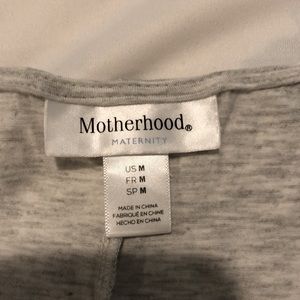 Motherhood®
MATERNITY
US M
FR M
SP M
MADE IN CHINA
FABRIQUÉ EN CHINE
HECHO EN CHINA